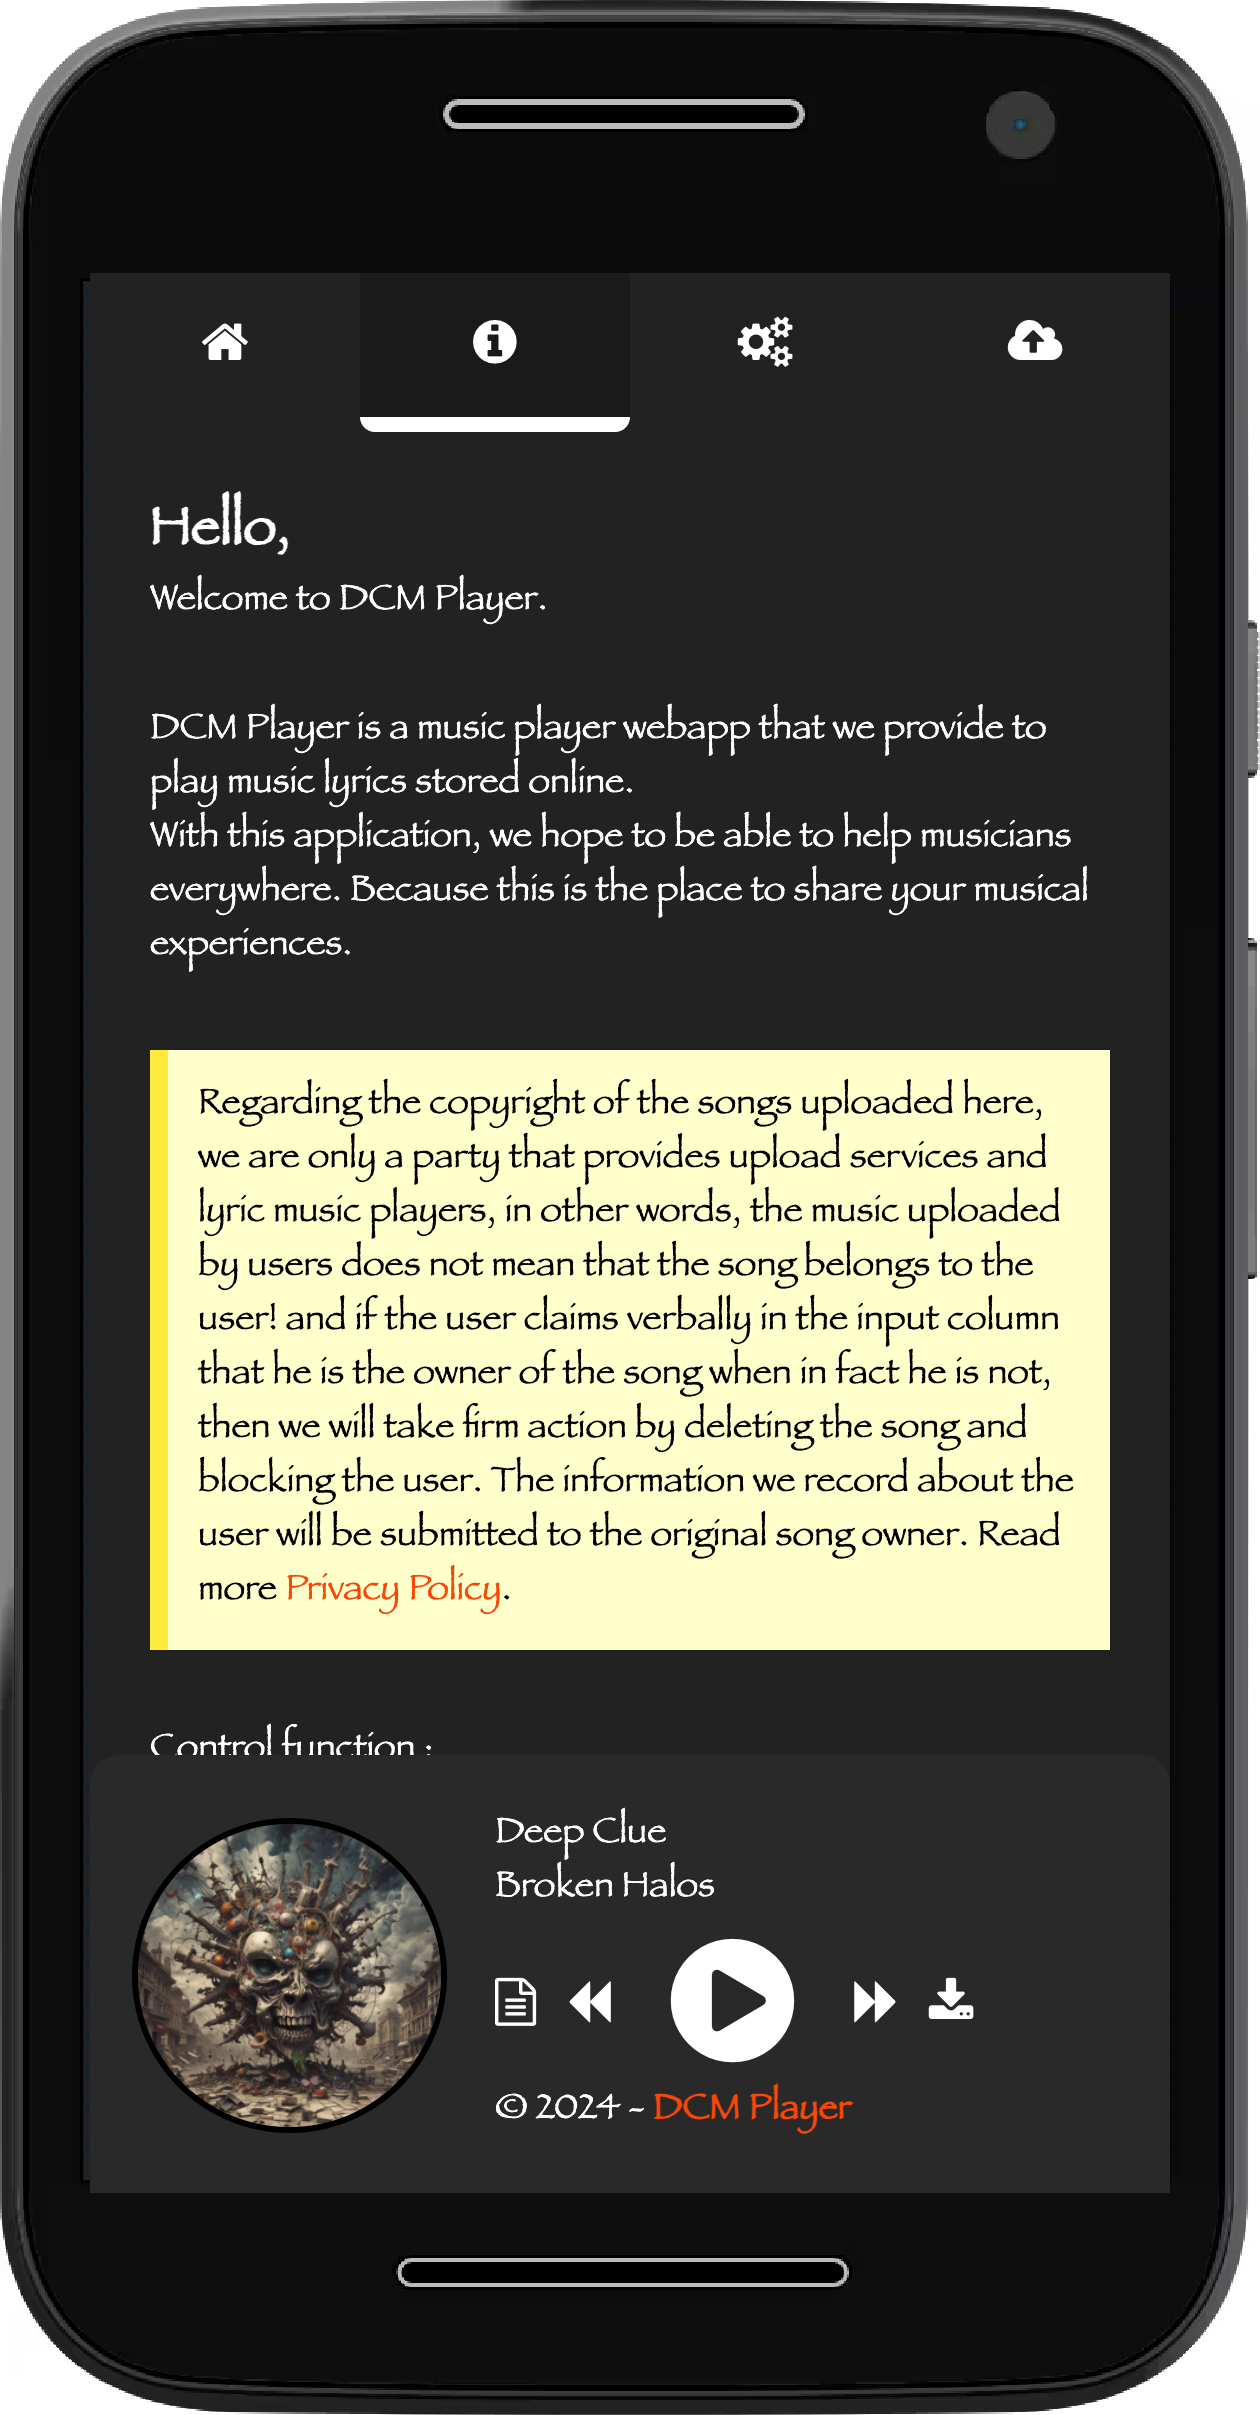 Hello,
Welcome to DCM Player.
DCM Player is a music player webapp that we provide to
play music lyrics stored online.
With this application, we hope to be able to help musicians
everywhere. Because this is the place to share your musical
experiences.
Regarding the copyright of the songs uploaded here,
we are only a party that provides upload services and
lyric music players, in other words, the music uploaded
by users does not mean that the song belongs to the
user! and if the user claims verbally in the input column
that he is the owner of the song when in fact he is not,
then we will take firm action by deleting the song and
blocking the user. The information we record about the
user will be submitted to the original song owner. Read
more Privacy Policy.
Control function :
Deep Clue
Broken Halos
© 2024 - DCM Player